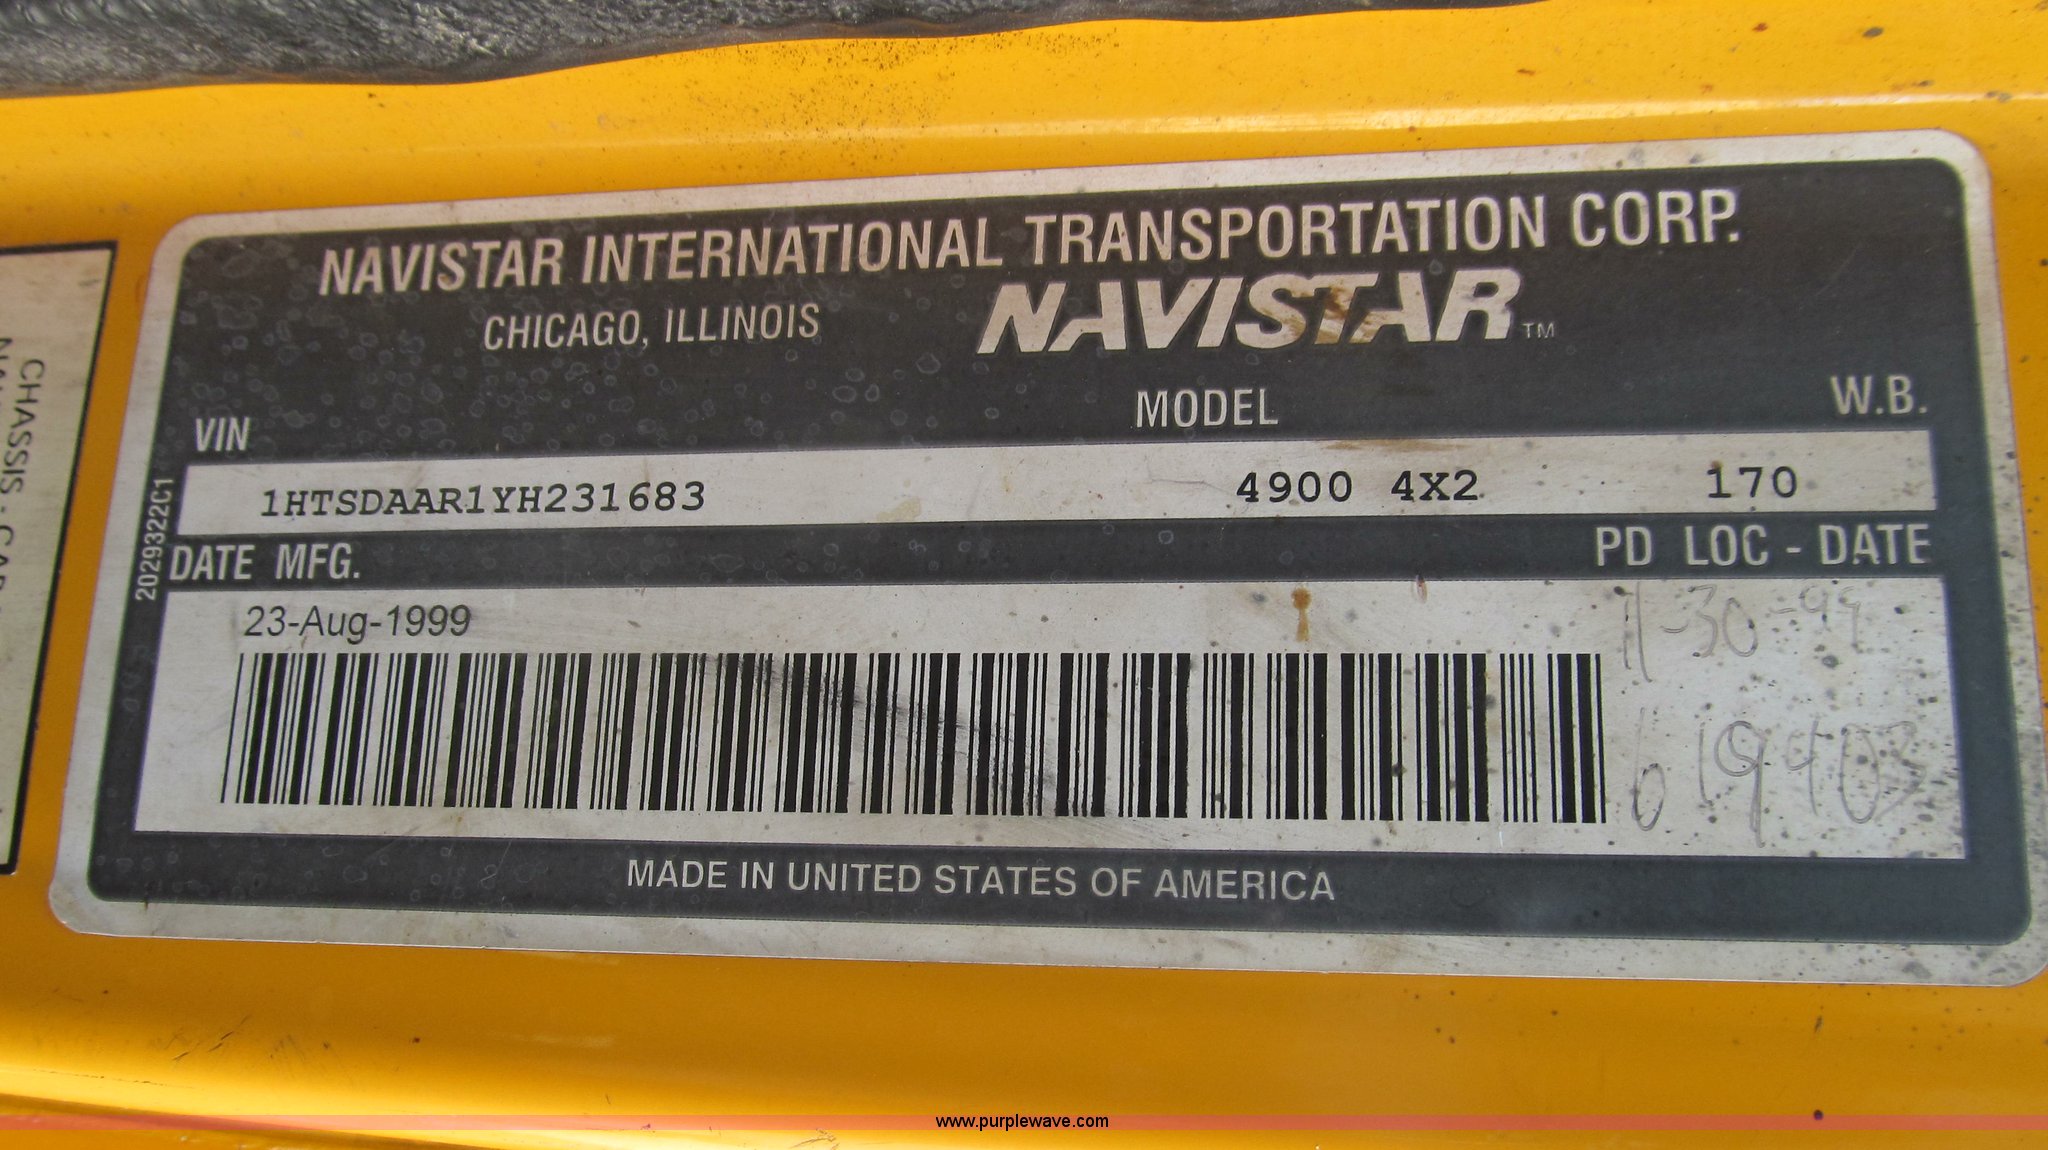 NAVISTAR INTERNATIONAL TRANSPORTATION CORP.
CHICAGO, ILLINOIS NAVISTAR TM
VIN MODEL W.B.
1HTSDAAR1YH231683 4900 4X2 170
DATE MFG. PD LOC - DATE
23-Aug-1999 11-30-99
619403
MADE IN UNITED STATES OF AMERICA
2029322C1
CHASSIS:
www.purplewave.com